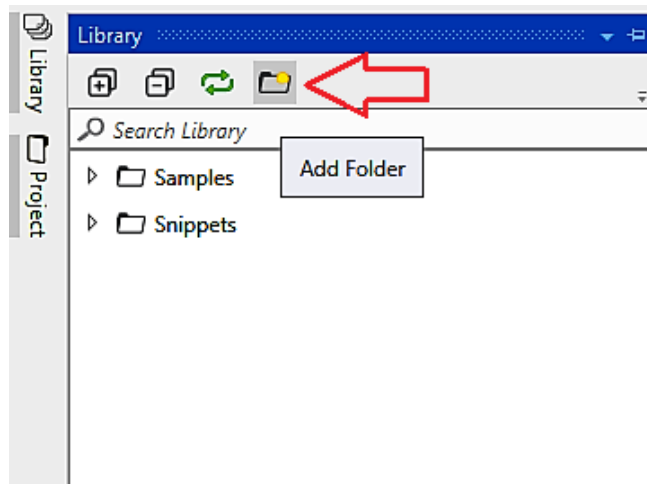 Library
Project
Library
Search Library
Add Folder
Samples
Snippets